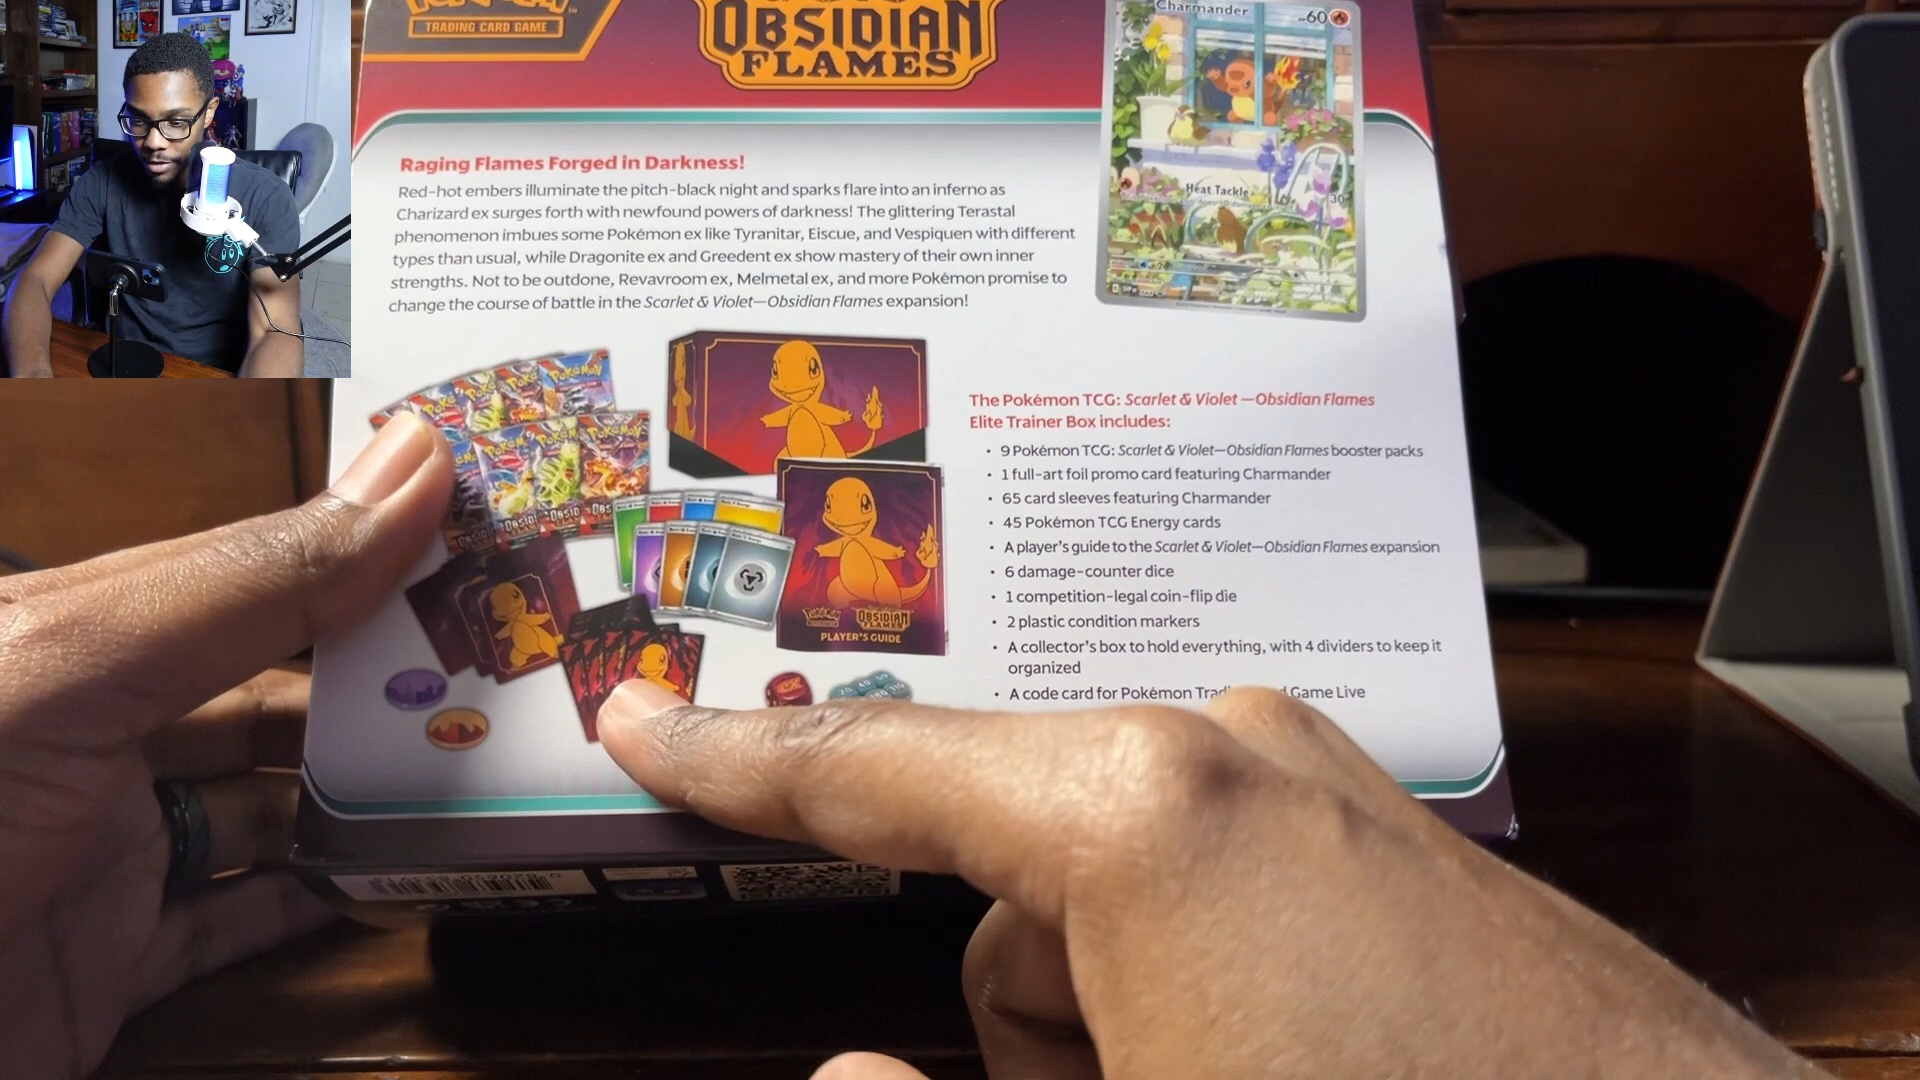 TRADING CARD GAME
OBSIDIAN
FLAMES
Charmander
60
Heat Tackle
30
Raging Flames Forged in Darkness!
Red-hot embers illuminate the pitch-black night and sparks flare into an inferno as
Charizard ex surges forth with newfound powers of darkness! The glittering Terastal
phenomenon imbues some Pokémon ex like Tyranitar, Eiscue, and Vespiquen with different
types than usual, while Dragonite ex and Greedent ex show mastery of their own inner
strengths. Not to be outdone, Revavroom ex, Melmetal ex, and more Pokémon promise to
change the course of battle in the Scarlet & Violet—Obsidian Flames expansion!
The Pokémon TCG: Scarlet & Violet —Obsidian Flames
Elite Trainer Box includes:
• 9 Pokémon TCG: Scarlet & Violet—Obsidian Flames booster packs
• 1 full-art foil promo card featuring Charmander
• 65 card sleeves featuring Charmander
• 45 Pokémon TCG Energy cards
• A player's guide to the Scarlet & Violet—Obsidian Flames expansion
• 6 damage-counter dice
• 1 competition-legal coin-flip die
• 2 plastic condition markers
• A collector's box to hold everything, with 4 dividers to keep it
organized
• A code card for Pokémon Trad d Game Live
POKéMON
POKéMON
Pokémon
OBSIDIAN
FLAMES
PLAYER'S GUIDE